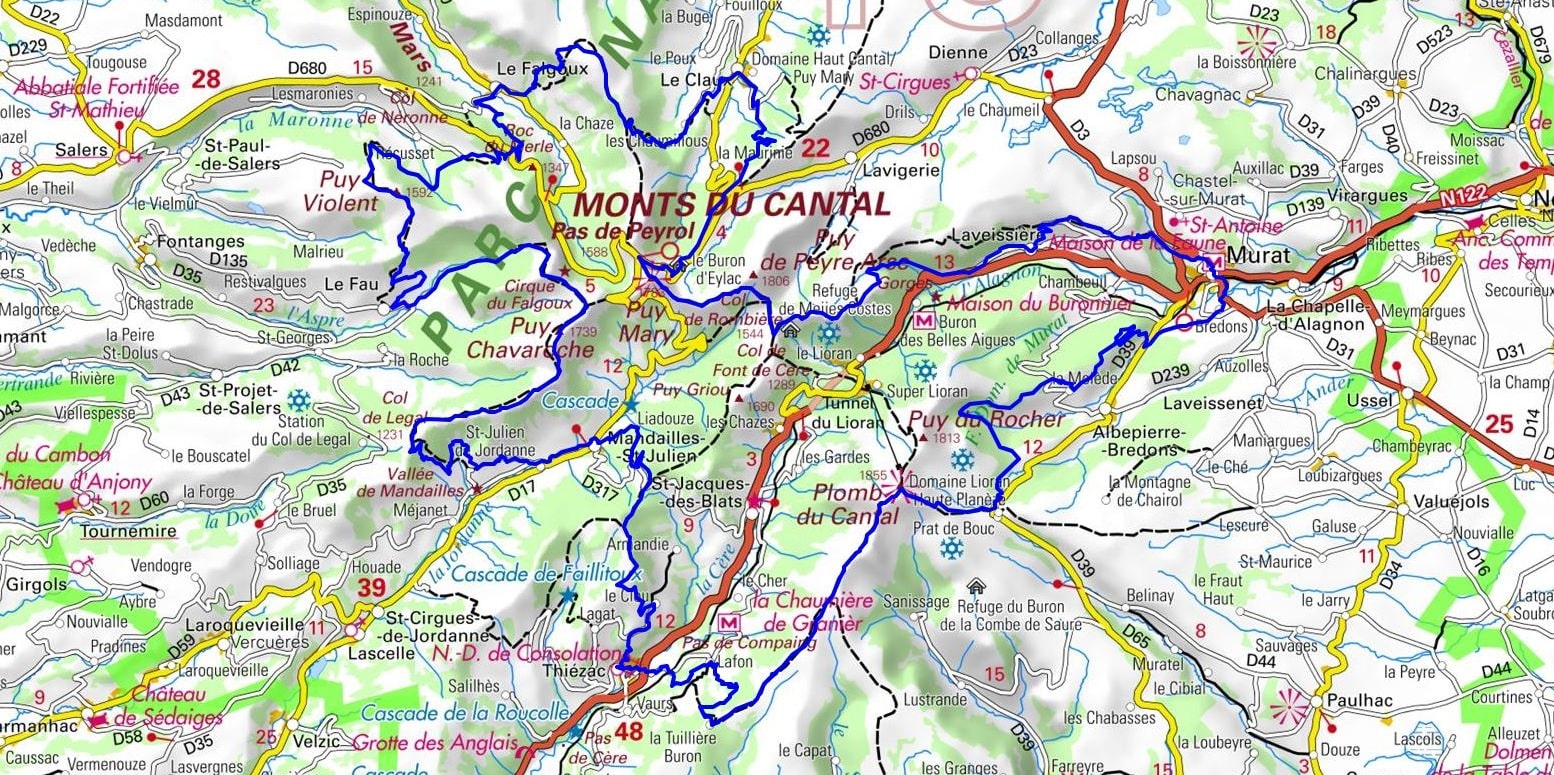 Espinouze
Fouilloux
la Buge
D22
Masdamont
D229
Tougouse
Mars
N A
le Poux
Domaine Haut Cantal/
Puy Mary
Dienne
D23
Collanges
D23
18
la Boissonnière
D523
13
D679
Cézallier
28
D680
15
1241
Le Falgoux
Le Claux
St-Cirgues
Chalinargues
Abbatiale Fortifiée
St-Mathieu
Lesmaronies
Col
de Néronne
la Maronne
Drils
le Chaumeil
Chavagnac
D39
D23
D31
D40
Moissac
Salers
8
le Theil
St-Paul
-de-Salers
Récusset
Roc
du Merle
1347
la Chaze
les Chaumnous
la Maurime
22
D680
10
Lavigerie
D3
Lapsou
8
Auxillac
D39
Farges
Freissinet
Chastel-
-sur-Murat
Virargues
N122
le Vielmûr
Puy
Violent
1592
PARC
MONTS DU CANTAL
Pas de Peyrol
1588
4
D139
11
Celles
Vedèche
Fontanges
D135
D35
Malrieu
Restivalgues
Le Fau
Chastrade
23
l'Aspre
Malgorce
Cirque
du Falgoux
5
le Buron
d'Eylac
Puy
de Peyre Arse
1806
Laveissière
13
St-Antoine
Maison de la Faune
Murat
Ribettes
Ribes
10
Anc. Comm
des Temp
Gorges
l'Alagnon
Chambeuil
Maison du Buronnier
9
Secourieux
la Chapelle-
-d'Alagnon
Meymargues
Beynac
la Peire
St-Dolus
St-Georges
la Roche
Puy
Chavaroche
1739
Puy
Mary
Col
de Rombière
1544
Refuge
de Meijes Costes
Buron
des Belles Aigues
Dom. de Murat
Bredons
D31
D31
le Lioran
Col de
Font de Cère
1289
D42
D43
Rivière
St-Projet-
-de-Salers
D43
Viellespesse
Station
du Col de Legal
Col
de Legal
1231
12
Puy Griou
1690
Cascade
Liadouze
les Chazes
Super Lioran
Tunnel
du Lioran
la Molède
D39
D239
Auzolles
la Champ
l'Ander
Laveissenet
Ussel
25
D14
St-Julien
de Jordanne
Mandailles-
-St-Julien
Puy du Rocher
1813
12
Albepierre-
-Bredons
Maniargues
Chambeyrac
le Bouscatel
du Cambon
Château d'Anjony
12
D60
la Forge
D35
le Bruel
la Doire
Tournemire
Vallée
de Mandailles
Méjanet
D17
D317
3
les Gardes
St-Jacques-
-des-Blats
9
1855
Plomb
du Cantal
Domaine Lioran
Haute Planèze
Prat de Bouc
la Montagne
de Chairol
le Ché
Loubizargues
Valuéjols
Luc
Lescure
Galuse
Nouvialle
la Jordanne
Armandie
la Cère
St-Maurice
11
D34
D16
Vendogre
Solliage
Houade
Girgols
Aybre
39
Cascade de Faillitoux
le Clou
Lagat
le Cher
la Chaumière
de Granier
Sanissage
Refuge du Buron
de la Combe de Saure
D39
Belinay
le Fraut
Haut
le Jarry
Nouvialle
Laroquevieille
Pradines
D59
Vercuères
11
Laroquevieille
St-Cirgues
-de-Jordanne
Lascelle
12
N.-D. de Consolation
Pas de Compaing
Lafon
Thiézac
D65
8
Sauvages
D44
D44
Muratel
le Cibial
la Peyre
15
9
Château
de Sédaiges
Salilhès
Cascade de la Roucolle
Vaurs
Lustrande
les Chabasses
Paulhac
Courtines
D58
D35
Caussac
Vermenouze
Lasvergnes
25
Velzic
Grotte des Anglais
48
Pas
de Cère
la Tuillière
Buron
Cascade
le Capat
les Granges
D39
Farreyre
15
la Loubeyre
3
Douze
Lascols
Alleuzet
Dolmen